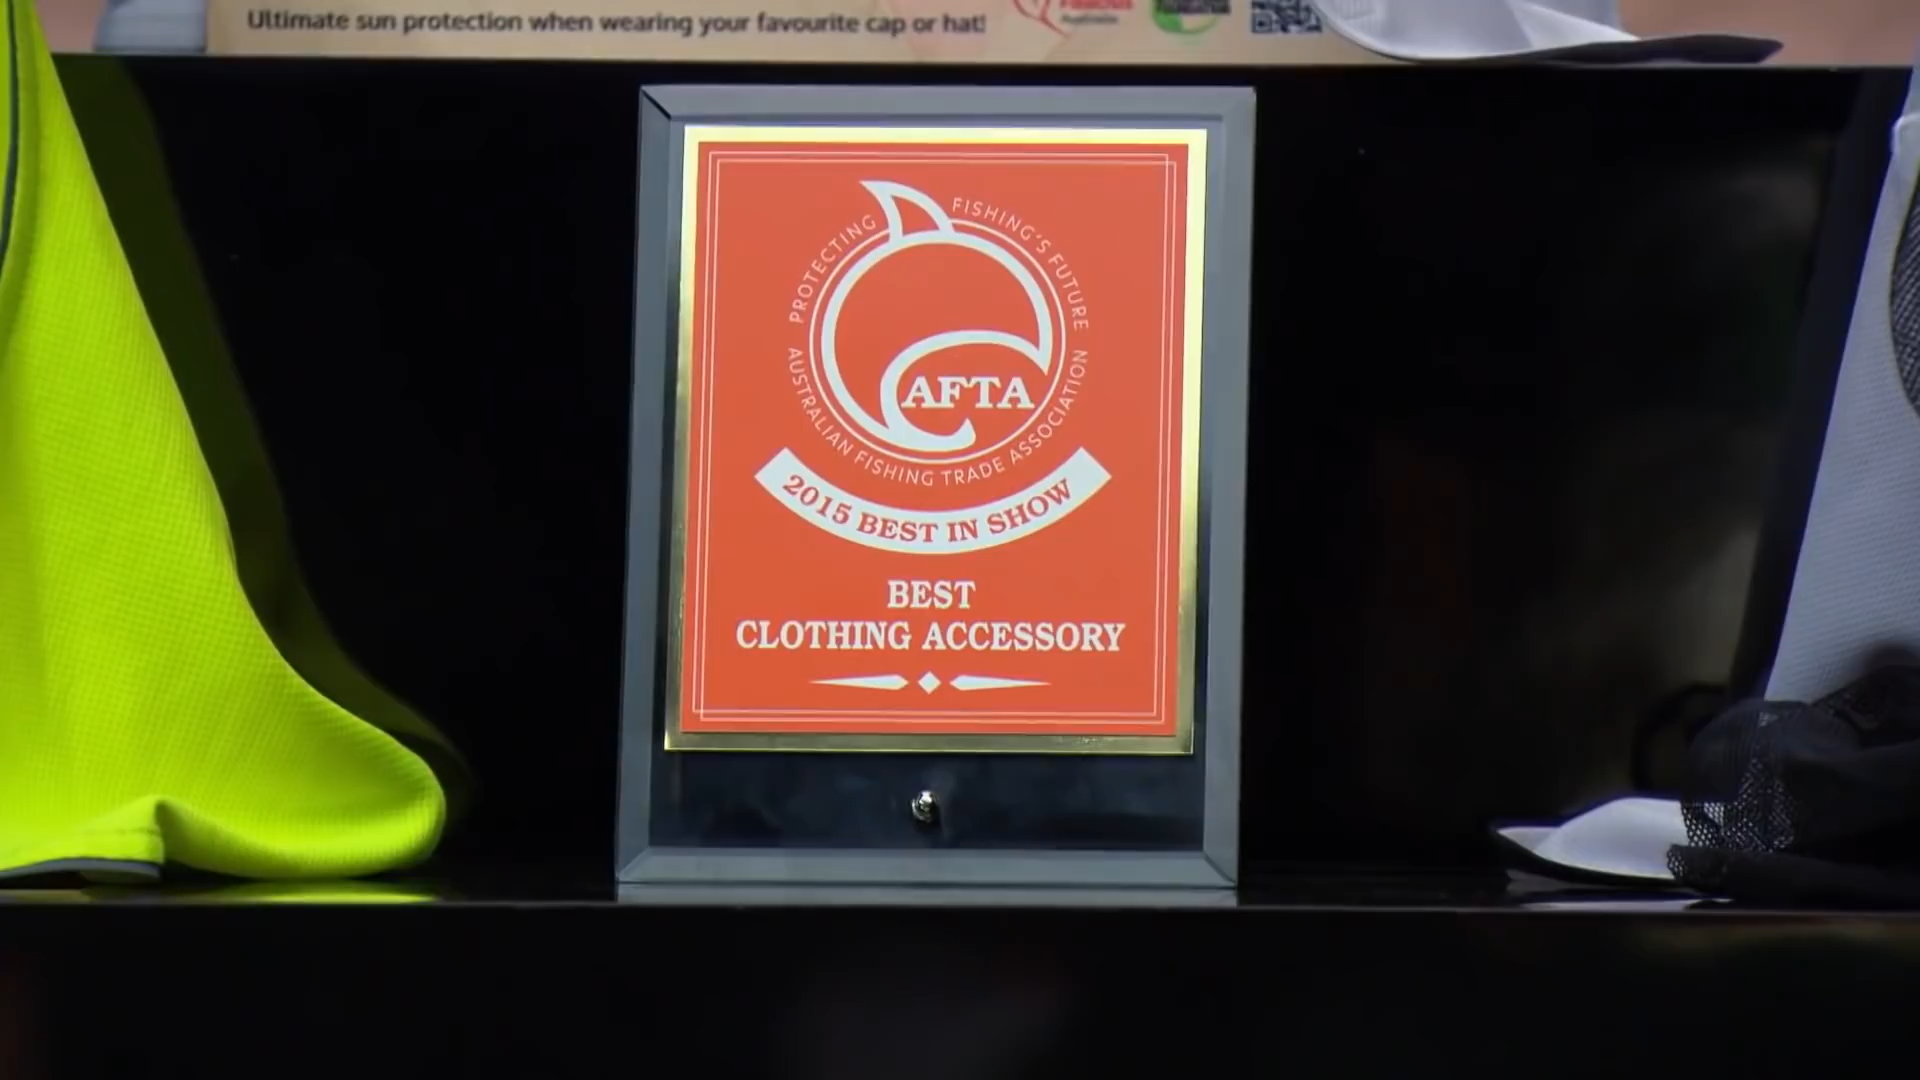 Ultimate sun protection when wearing your favourite cap or hat!
Australia
PROTECTING FISHING'S FUTURE
AFTA
AUSTRALIAN FISHING TRADE ASSOCIATION
2015 BEST IN SHOW
BEST
CLOTHING ACCESSORY